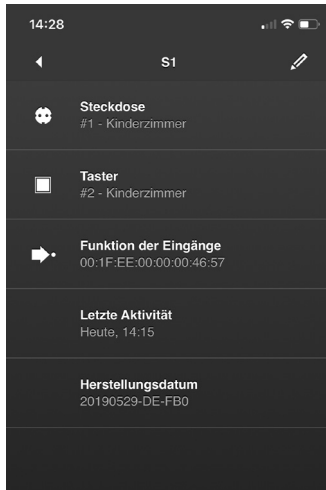 14:28
S1
Steckdose
#1 - Kinderzimmer
Taster
#2 - Kinderzimmer
Funktion der Eingänge
00:1F:EE:00:00:00:46:57
Letzte Aktivität
Heute, 14:15
Herstellungsdatum
20190529-DE-FB0